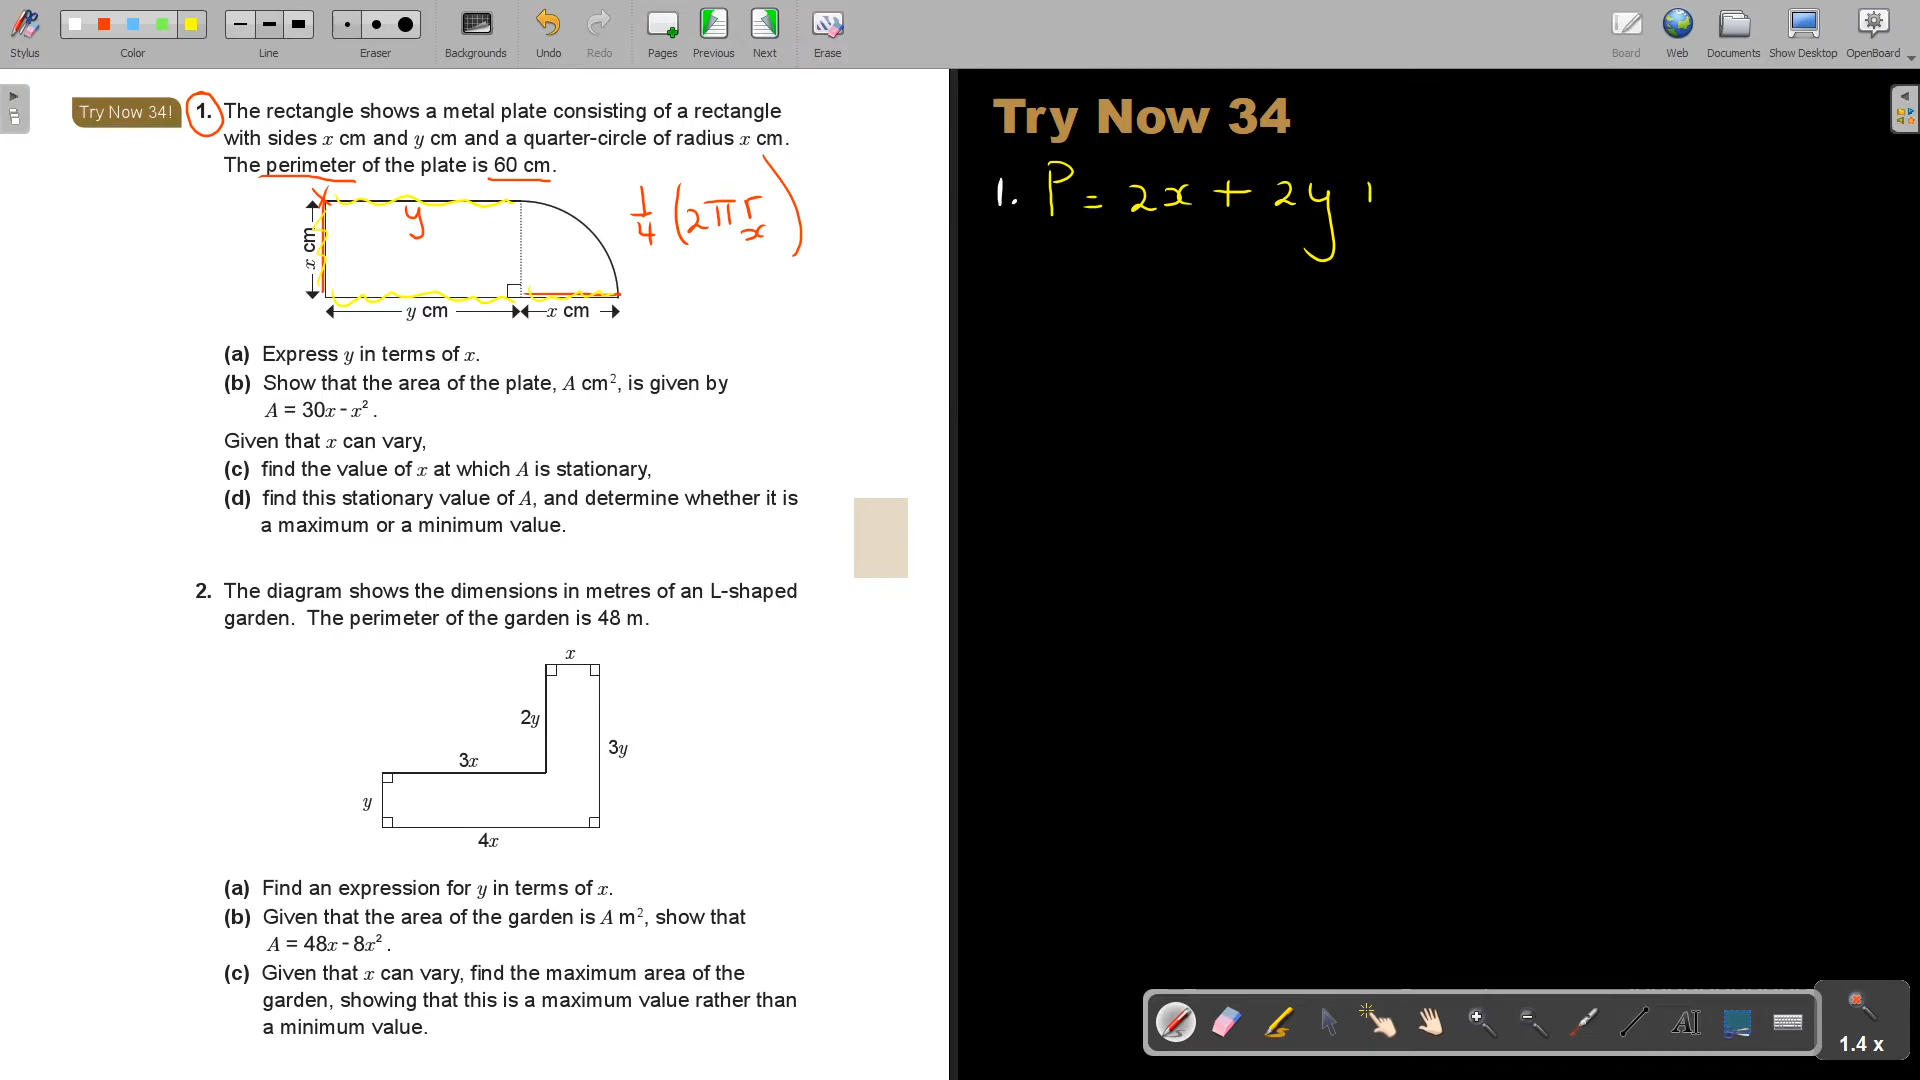 Stylus Color Line Eraser Backgrounds Undo Redo Pages Previous Next Erase Board Web Documents Show Desktop OpenBoard
Try Now 34!
1. The rectangle shows a metal plate consisting of a rectangle
with sides x cm and y cm and a quarter-circle of radius x cm.
The perimeter of the plate is 60 cm.
1/4 (2πr
x)
y
x cm
y cm
x cm
(a) Express y in terms of x.
(b) Show that the area of the plate, A cm², is given by
A = 30x - x².
Given that x can vary,
(c) find the value of x at which A is stationary,
(d) find this stationary value of A, and determine whether it is
a maximum or a minimum value.
2. The diagram shows the dimensions in metres of an L-shaped
garden. The perimeter of the garden is 48 m.
x
2y
3y
3x
y
4x
(a) Find an expression for y in terms of x.
(b) Given that the area of the garden is A m², show that
A = 48x - 8x².
(c) Given that x can vary, find the maximum area of the
garden, showing that this is a maximum value rather than
a minimum value.
Try Now 34
1. P = 2x + 2y
AI
1.4 x